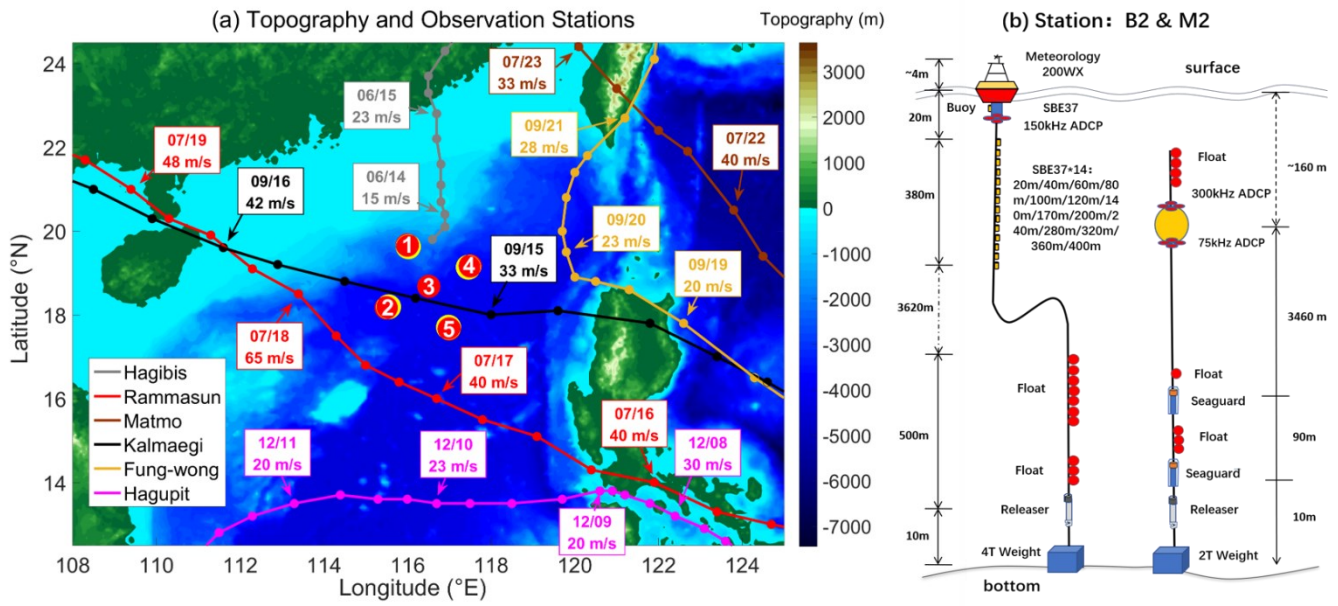 (a) Topography and Observation Stations
Topography (m)
24
22
20
18
16
14
Latitude (°N)
108
110
112
114
116
118
120
122
124
Longitude (°E)
3000
2000
1000
0
-1000
-2000
-3000
-4000
-5000
-6000
-7000
07/23
33 m/s
06/15
23 m/s
09/21
28 m/s
07/19
48 m/s
07/22
40 m/s
09/16
42 m/s
06/14
15 m/s
09/20
23 m/s
09/15
33 m/s
09/19
20 m/s
1
4
3
2
5
07/18
65 m/s
07/17
40 m/s
07/16
40 m/s
12/11
20 m/s
12/10
23 m/s
12/08
30 m/s
12/09
20 m/s
Hagibis
Rammasun
Matmo
Kalmaegi
Fung-wong
Hagupit
(b) Station: B2 & M2
Meteorology
200WX
surface
~4m
20m
Buoy
SBE37
150kHz ADCP
380m
SBE37*14:
20m/40m/60m/80
m/100m/120m/14
0m/170m/200m/2
40m/280m/320m/
360m/400m
3620m
Float
500m
Float
Releaser
10m
4T Weight
bottom
Float
~160 m
300kHz ADCP
75kHz ADCP
3460 m
Float
Seaguard
Float
90m
Seaguard
Releaser
10m
2T Weight